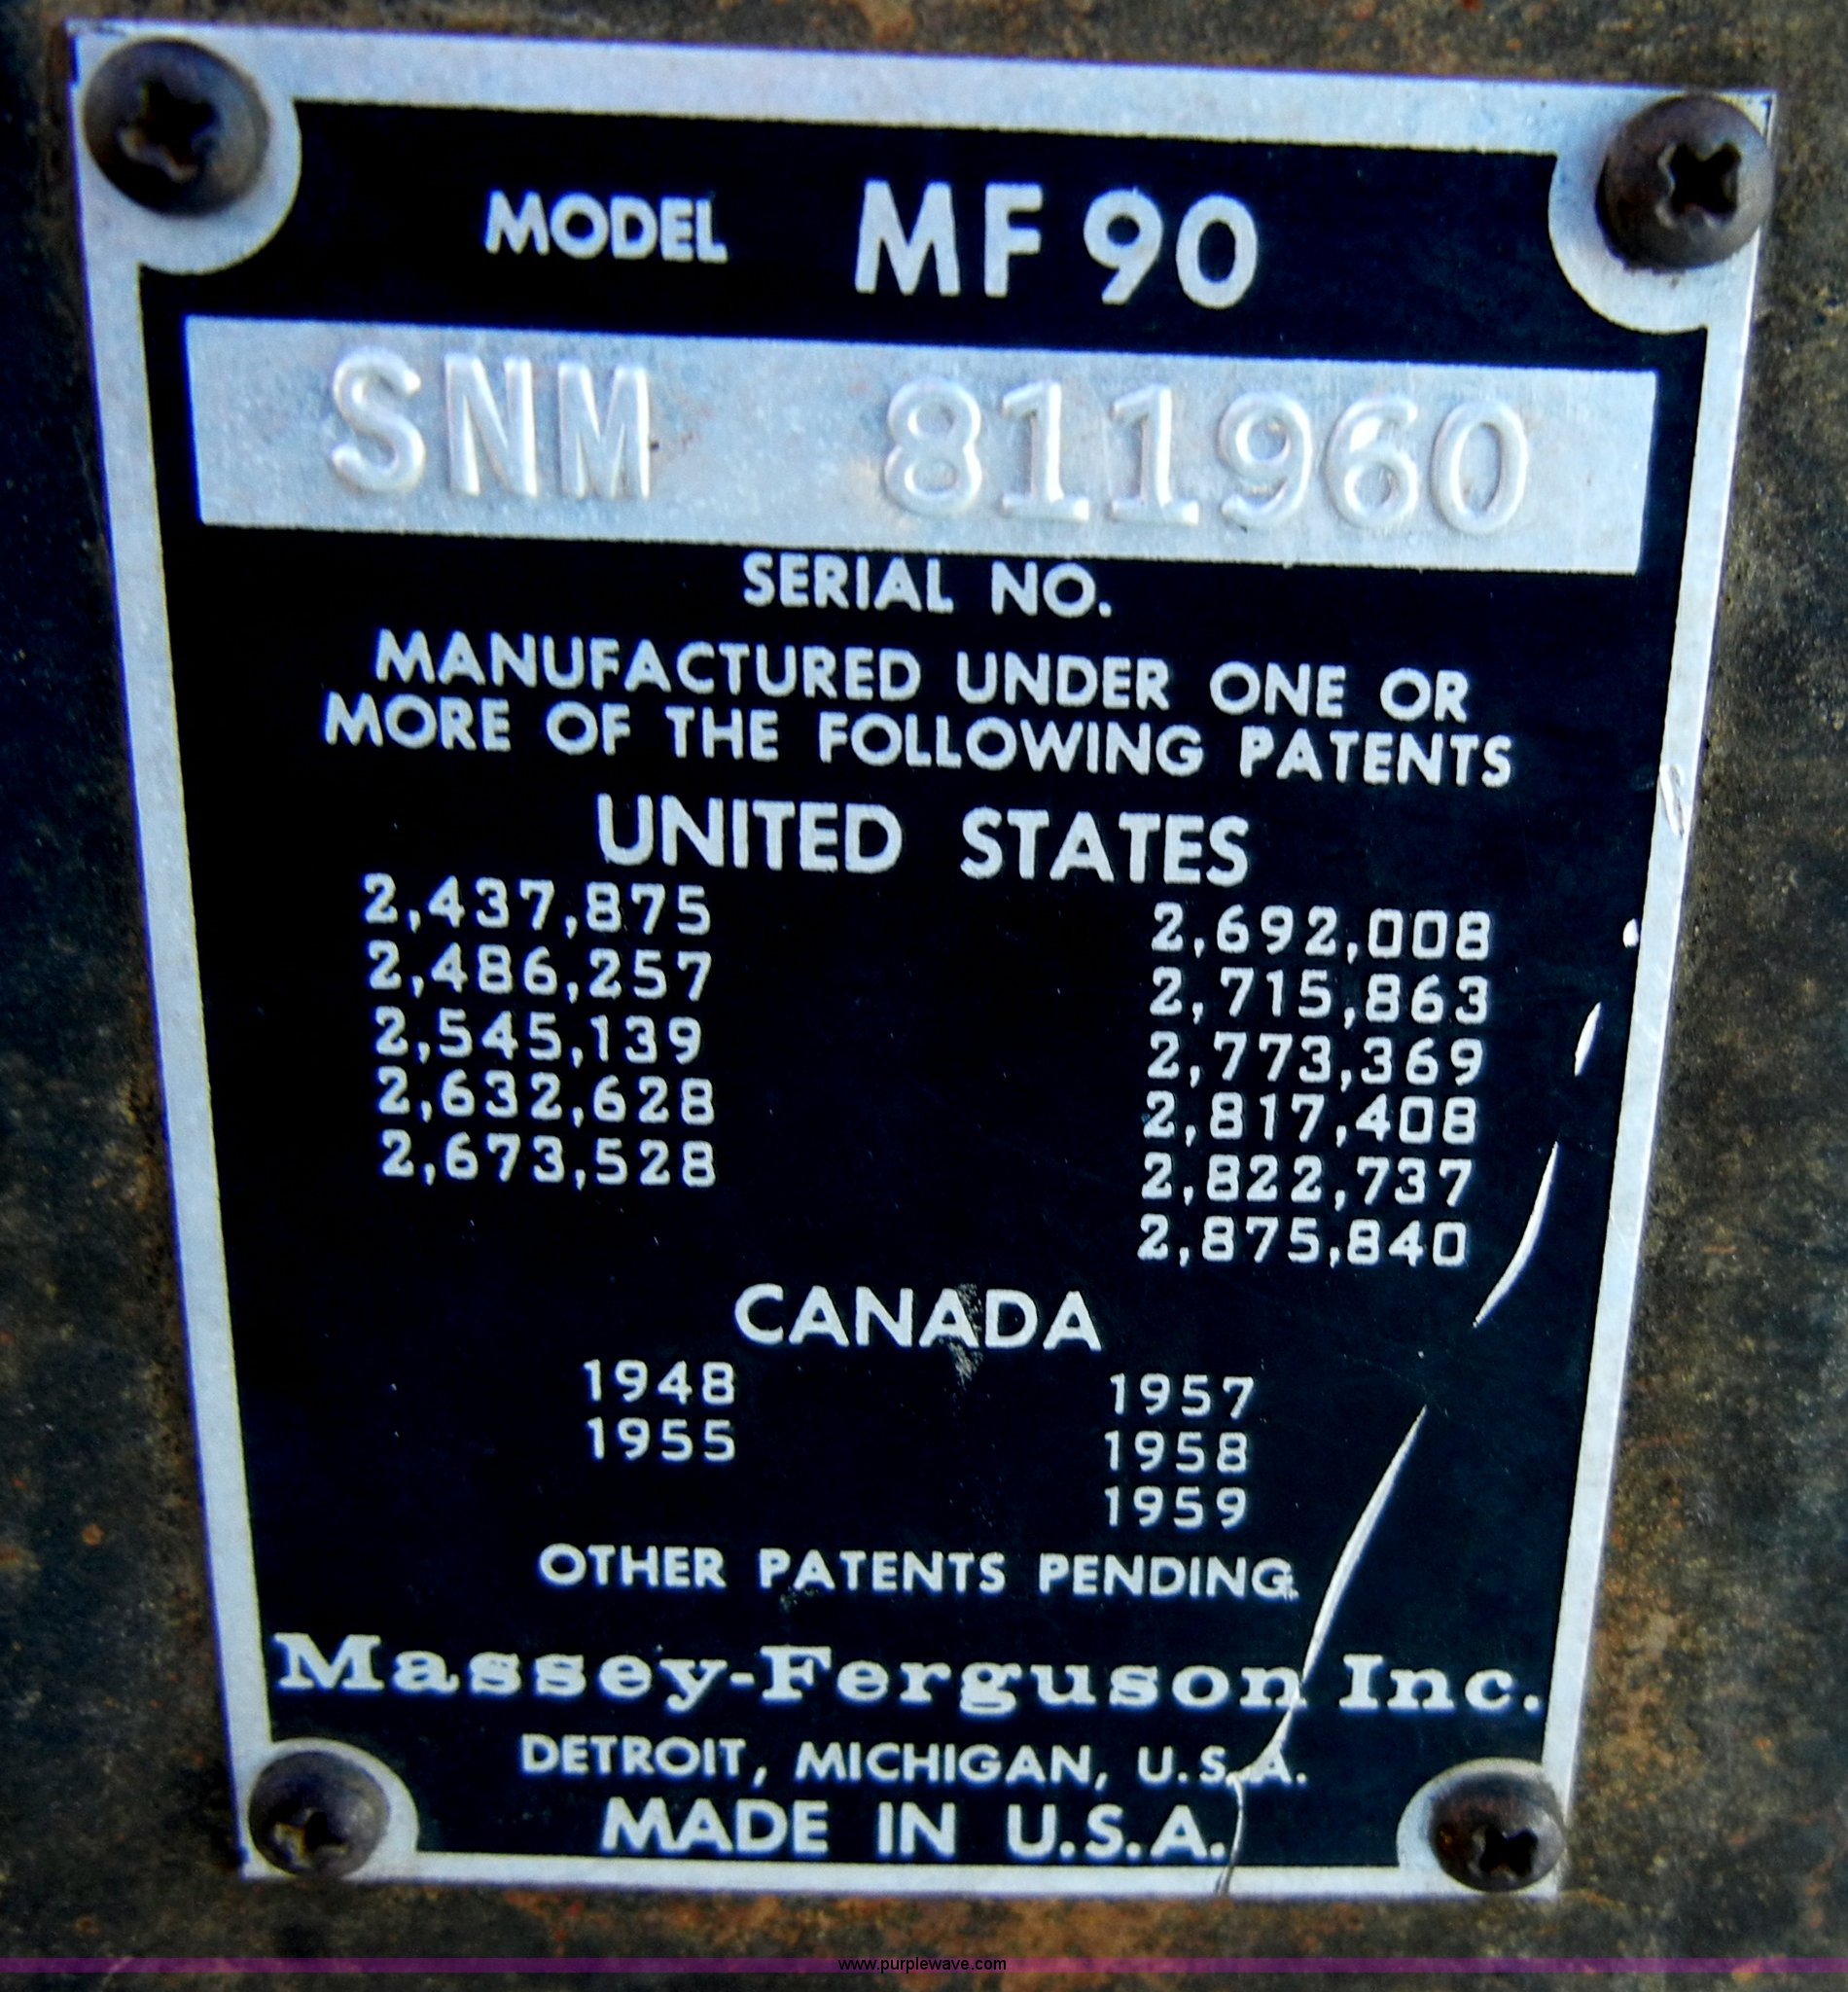 MODEL MF 90
SNM 811960
SERIAL NO.
MANUFACTURED UNDER ONE OR
MORE OF THE FOLLOWING PATENTS
UNITED STATES
2,437,875 2,692,008
2,486,257 2,715,863
2,545,139 2,773,369
2,632,628 2,817,408
2,673,528 2,822,737
2,875,840
CANADA
1948 1957
1955 1958
1959
OTHER PATENTS PENDING.
Massey-Ferguson Inc.
DETROIT, MICHIGAN, U.S.A.
MADE IN U.S.A.
www.purplewave.com